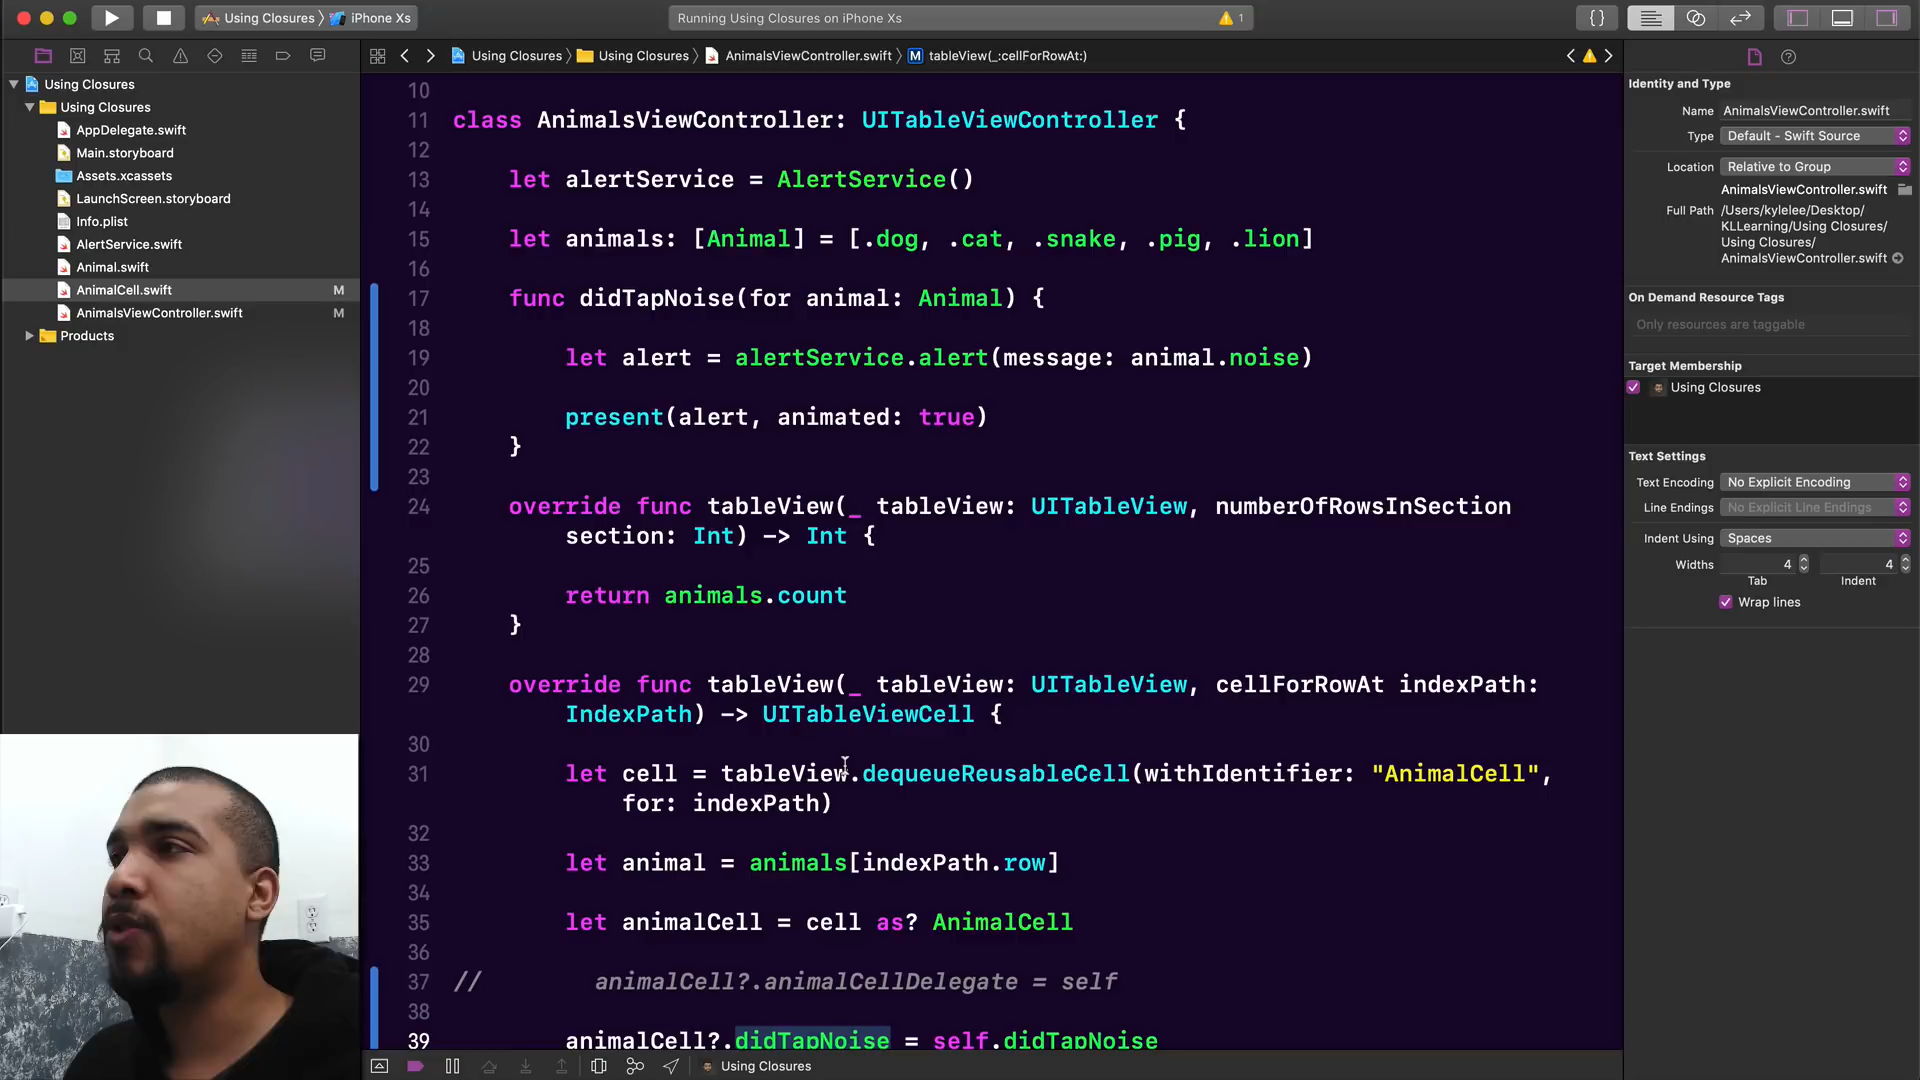 Using Closures
iPhone Xs
Running Using Closures on iPhone Xs
1
{}
Using Closures
Using Closures
AnimalsViewController.swift
M
tableView(_:cellForRowAt:)
Using Closures
Using Closures
AppDelegate.swift
Main.storyboard
Assets.xcassets
LaunchScreen.storyboard
Info.plist
AlertService.swift
Animal.swift
AnimalCell.swift M
AnimalsViewController.swift M
Products
10
11 class AnimalsViewController: UITableViewController {
12
13 let alertService = AlertService()
14
15 let animals: [Animal] = [.dog, .cat, .snake, .pig, .lion]
16
17 func didTapNoise(for animal: Animal) {
18
19 let alert = alertService.alert(message: animal.noise)
20
21 present(alert, animated: true)
22 }
23
24 override func tableView(_ tableView: UITableView, numberOfRowsInSection
section: Int) -> Int {
25
26 return animals.count
27 }
28
29 override func tableView(_ tableView: UITableView, cellForRowAt indexPath:
IndexPath) -> UITableViewCell {
30
31 let cell = tableView.dequeueReusableCell(withIdentifier: "AnimalCell",
for: indexPath)
32
33 let animal = animals[indexPath.row]
34
35 let animalCell = cell as? AnimalCell
36
37 // animalCell?.animalCellDelegate = self
38
39 animalCell?.didTapNoise = self.didTapNoise
Using Closures
Identity and Type
Name AnimalsViewController.swift
Type Default - Swift Source
Location Relative to Group
AnimalsViewController.swift
Full Path /Users/kylelee/Desktop/
KLLearning/Using Closures/
Using Closures/
AnimalsViewController.swift
On Demand Resource Tags
Only resources are taggable
Target Membership
Using Closures
Text Settings
Text Encoding No Explicit Encoding
Line Endings No Explicit Line Endings
Indent Using Spaces
Widths 4 4
Tab Indent
Wrap lines